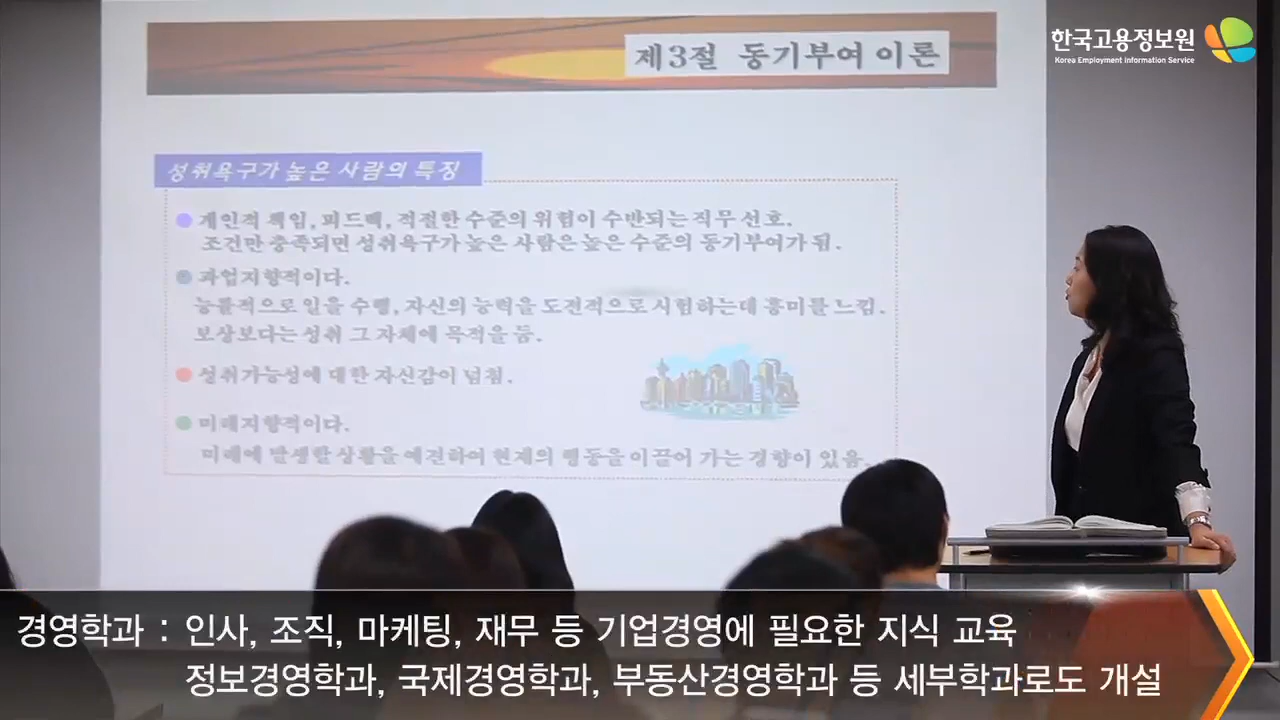 한국고용정보원
Korea Employment Information Service
제3절 동기부여 이론
성취욕구가 높은 사람의 특징
개인적 책임, 피드백, 적절한 수준의 위험이 수반되는 직무 선호.
조건만 충족되면 성취욕구가 높은 사람은 높은 수준의 동기부여가 됨.
과업지향적이다.
능률적으로 일을 수행, 자신의 능력을 도전적으로 시험하는데 흥미를 느낌.
보상보다는 성취 그 자체에 목적을 둠.
성취가능성에 대한 자신감이 넘침.
미래지향적이다.
미래에 발생할 상황을 예견하여 현재의 행동을 이끌어 가는 경향이 있음.
경영학과 : 인사, 조직, 마케팅, 재무 등 기업경영에 필요한 지식 교육
정보경영학과, 국제경영학과, 부동산경영학과 등 세부학과로도 개설